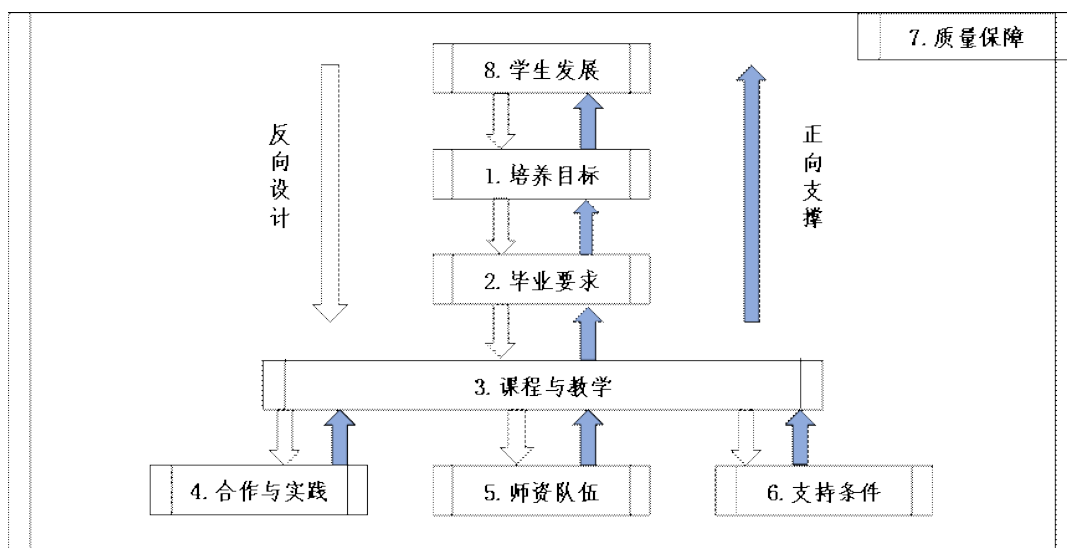 7. 质量保障
8. 学生发展
反向设计
正向支撑
1. 培养目标
2. 毕业要求
3. 课程与教学
4. 合作与实践
5. 师资队伍
6. 支持条件